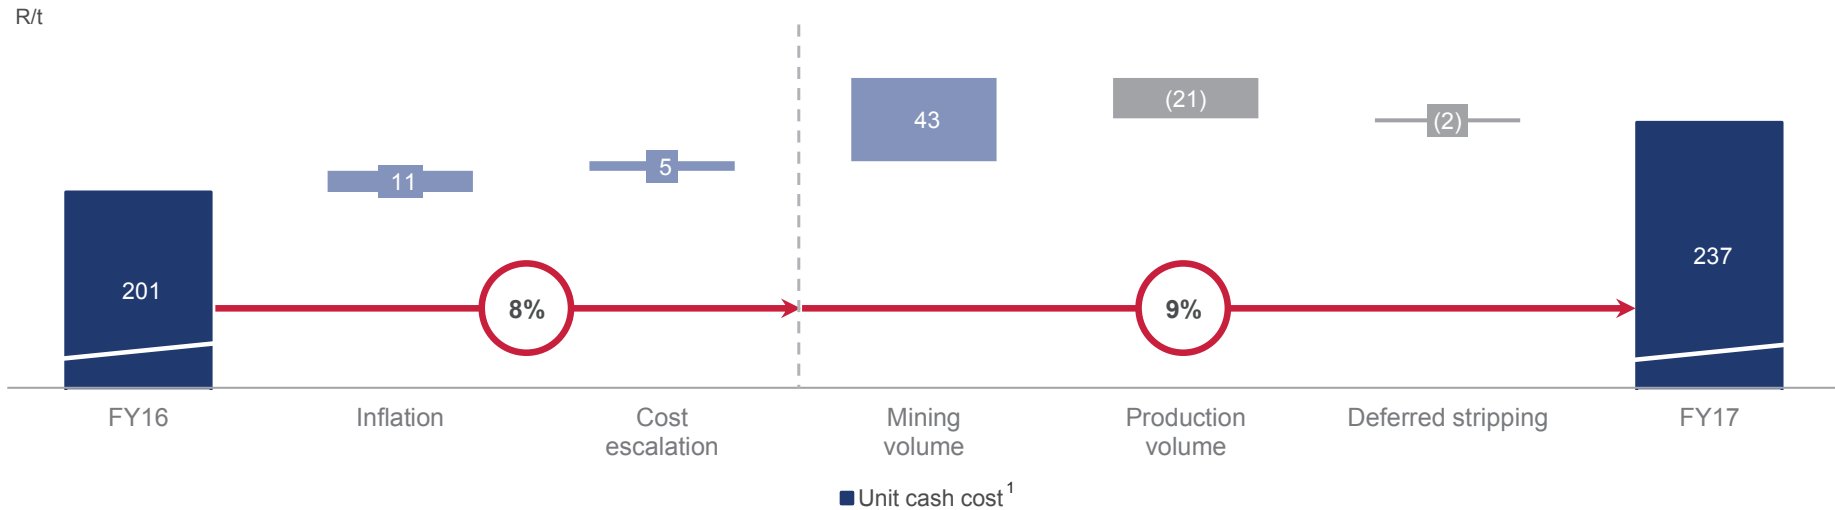 R/t
201
11
5
43
(21)
(2)
237
8%
9%
FY16
Inflation
Cost
escalation
Mining
volume
Production
volume
Deferred stripping
FY17
Unit cash cost 1